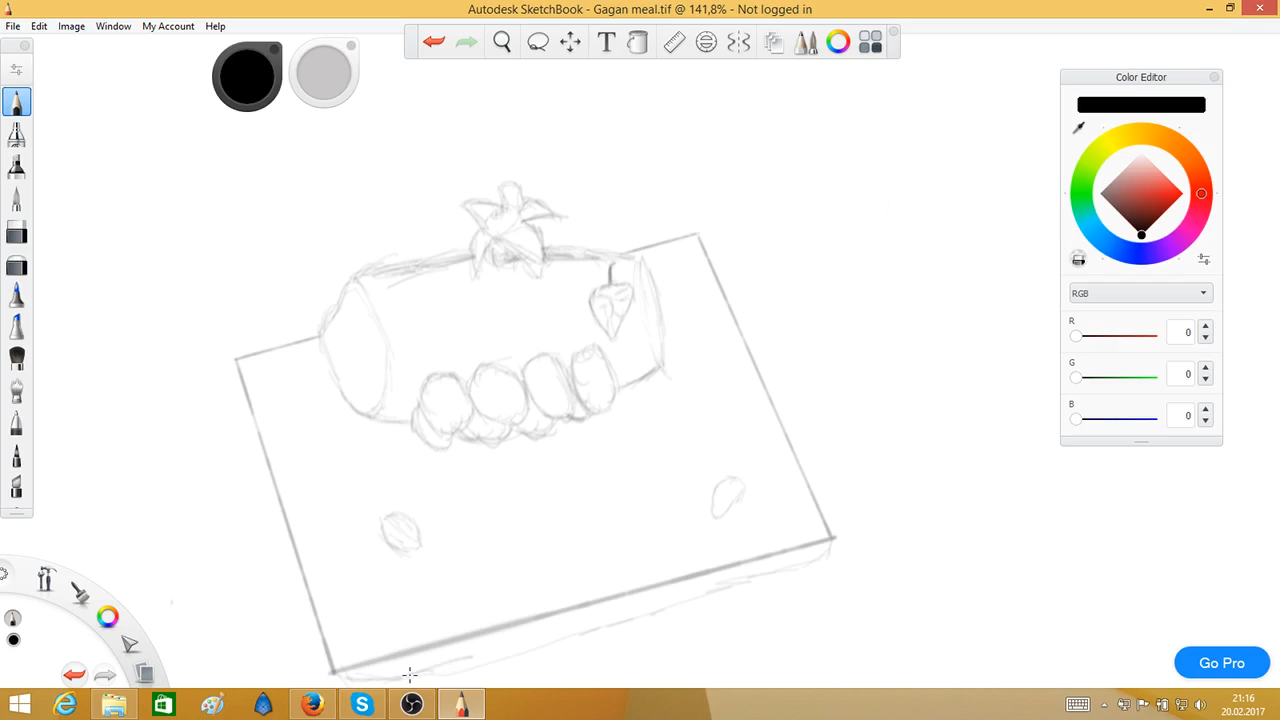 Autodesk SketchBook - Gagan meal.tif @ 141,8% - Not logged in
File Edit Image Window My Account Help
T
Color Editor
RGB
R 0
G 0
B 0
Go Pro
21:16
20.02.2017